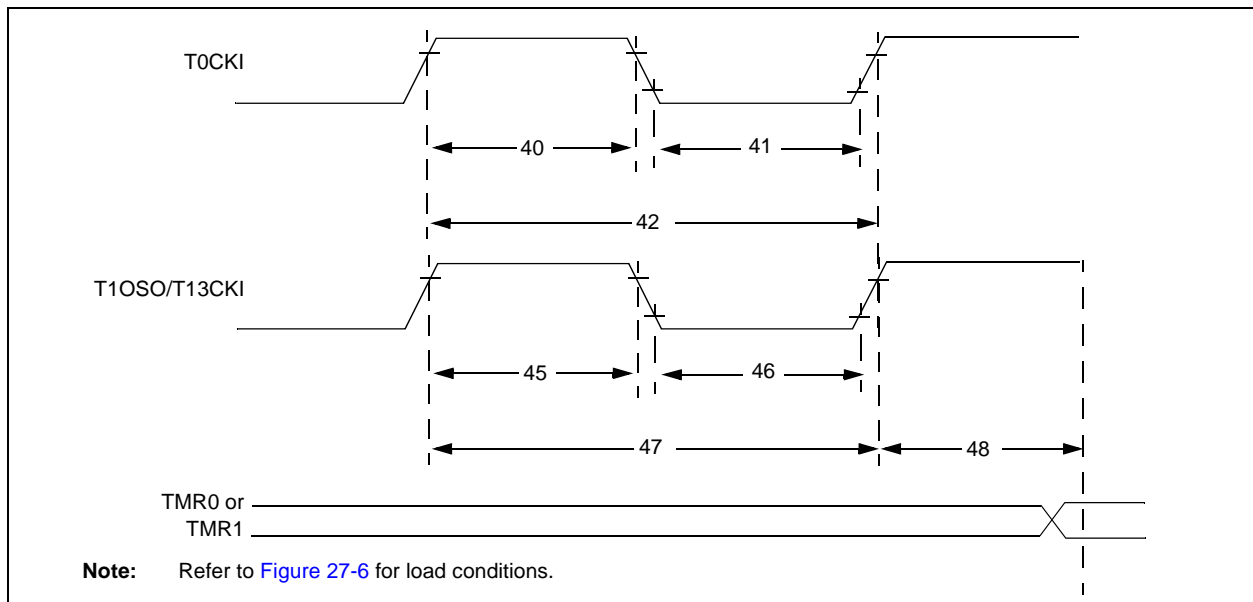 T0CKI
40
41
42
T1OSO/T13CKI
45
46
47
48
TMR0 or
TMR1
Note: Refer to Figure 27-6 for load conditions.